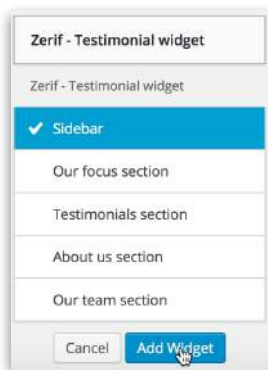 Zerif - Testimonial widget
Zerif - Testimonial widget
Sidebar
Our focus section
Testimonials section
About us section
Our team section
Cancel Add Widget